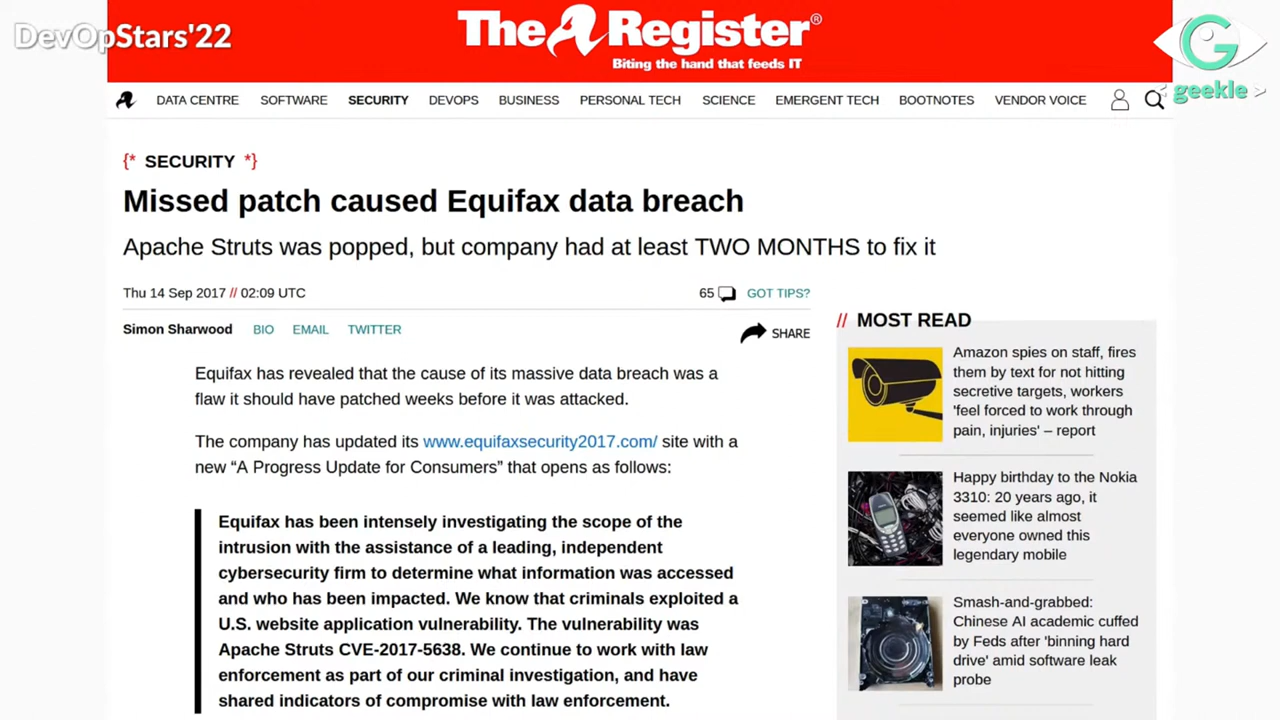 DevOpStars'22
The Register®
Biting the hand that feeds IT
G
< geekle >
DATA CENTRE SOFTWARE SECURITY DEVOPS BUSINESS PERSONAL TECH SCIENCE EMERGENT TECH BOOTNOTES VENDOR VOICE
{* SECURITY *}
Missed patch caused Equifax data breach
Apache Struts was popped, but company had at least TWO MONTHS to fix it
Thu 14 Sep 2017 // 02:09 UTC
65 GOT TIPS?
Simon Sharwood BIO EMAIL TWITTER
SHARE
Equifax has revealed that the cause of its massive data breach was a
flaw it should have patched weeks before it was attacked.
The company has updated its www.equifaxsecurity2017.com/ site with a
new “A Progress Update for Consumers” that opens as follows:
Equifax has been intensely investigating the scope of the
intrusion with the assistance of a leading, independent
cybersecurity firm to determine what information was accessed
and who has been impacted. We know that criminals exploited a
U.S. website application vulnerability. The vulnerability was
Apache Struts CVE-2017-5638. We continue to work with law
enforcement as part of our criminal investigation, and have
shared indicators of compromise with law enforcement.
// MOST READ
Amazon spies on staff, fires
them by text for not hitting
secretive targets, workers
'feel forced to work through
pain, injuries' – report
Happy birthday to the Nokia
3310: 20 years ago, it
seemed like almost
everyone owned this
legendary mobile
Smash-and-grabbed:
Chinese AI academic cuffed
by Feds after 'binning hard
drive' amid software leak
probe